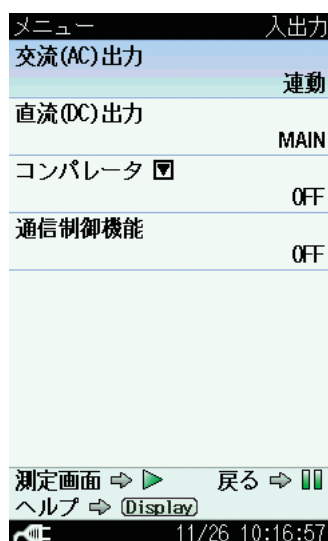 メニュー 入出力
交流(AC)出力
連動
直流(DC)出力
MAIN
コンパレータ ▼
OFF
通信制御機能
OFF
測定画面 ⇨ ▷ 戻る ⇨ ▯▯
ヘルプ ⇨ (Display)
11/26 10:16:57